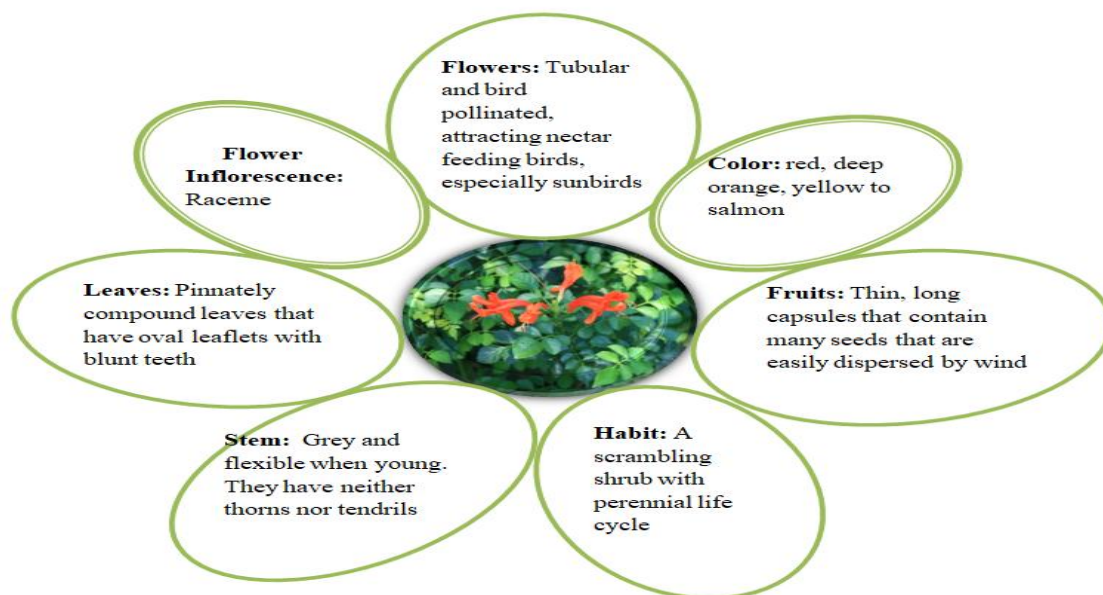 Flowers: Tubular
and bird
pollinated,
attracting nectar
feeding birds,
especially sunbirds
Flower
Inflorescence:
Raceme
Color: red, deep
orange, yellow to
salmon
Leaves: Pinnately
compound leaves that
have oval leaflets with
blunt teeth
Fruits: Thin, long
capsules that contain
many seeds that are
easily dispersed by wind
Stem: Grey and
flexible when young.
They have neither
thorns nor tendrils
Habit: A
scrambling
shrub with
perennial life
cycle